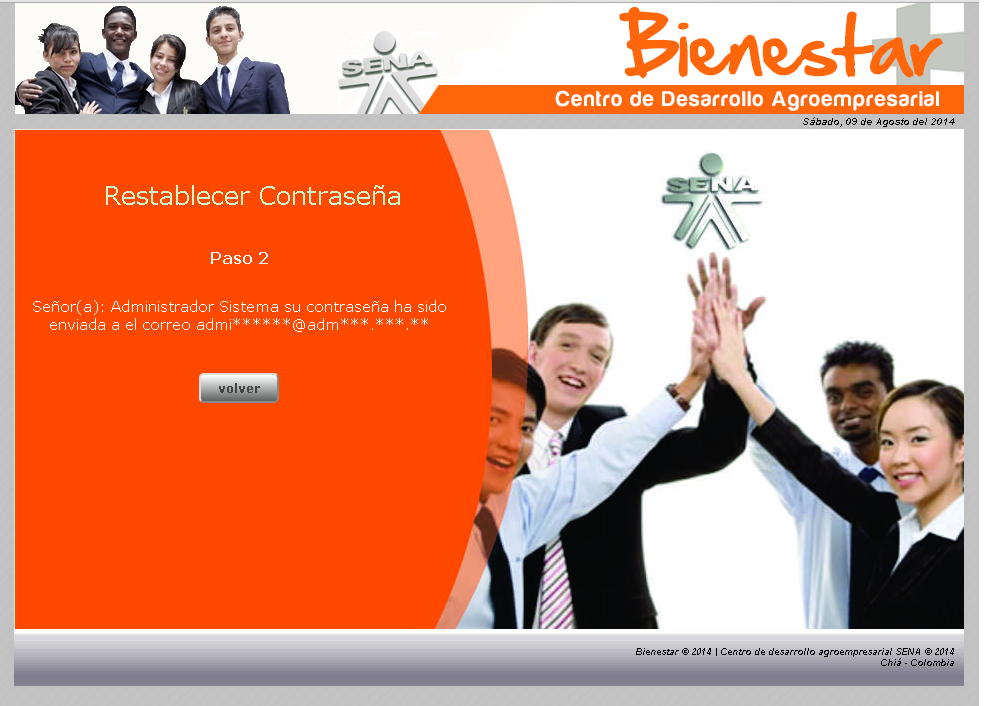 SENA
Bienestar
Centro de Desarrollo Agroempresarial
Sábado, 09 de Agosto del 2014
SENA
Restablecer Contraseña
Paso 2
Señor(a): Administrador Sistema su contraseña ha sido
enviada a el correo admi******@adm***.***.**
volver
Bienestar © 2014 | Centro de desarrollo agroempresarial SENA © 2014
Chiá - Colombia